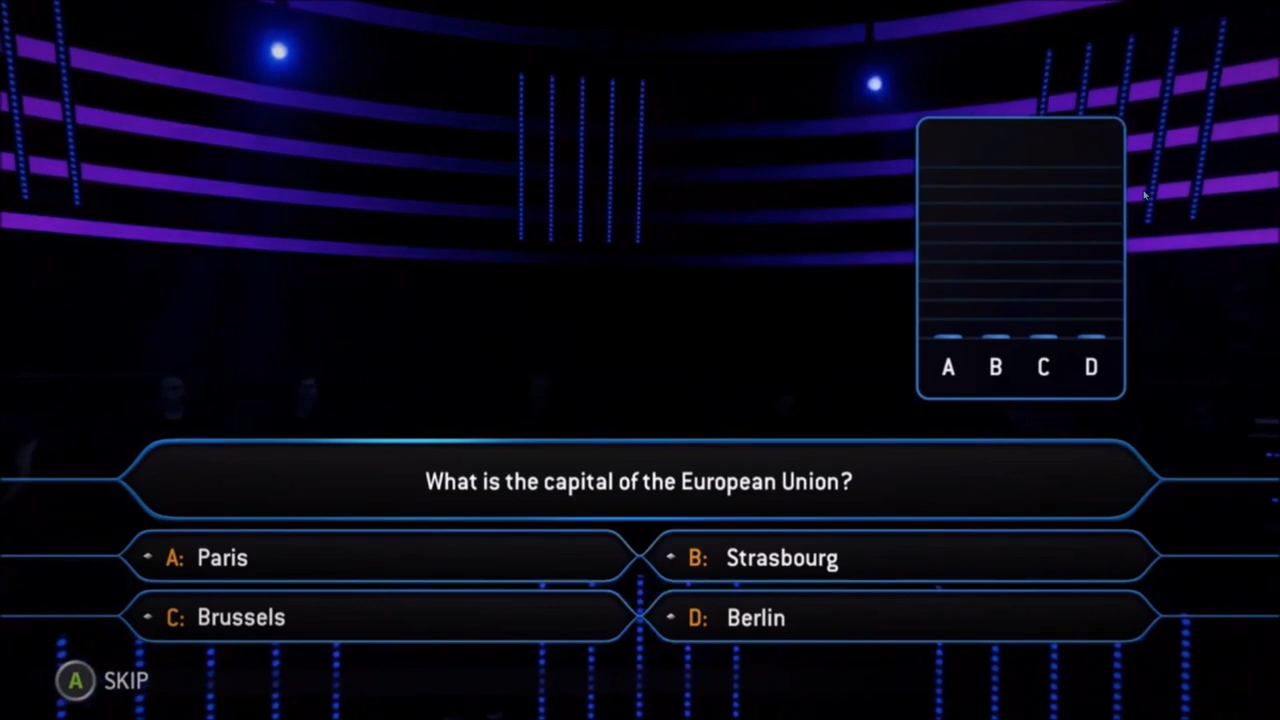 A B C D
What is the capital of the European Union?
A: Paris
B: Strasbourg
C: Brussels
D: Berlin
A SKIP